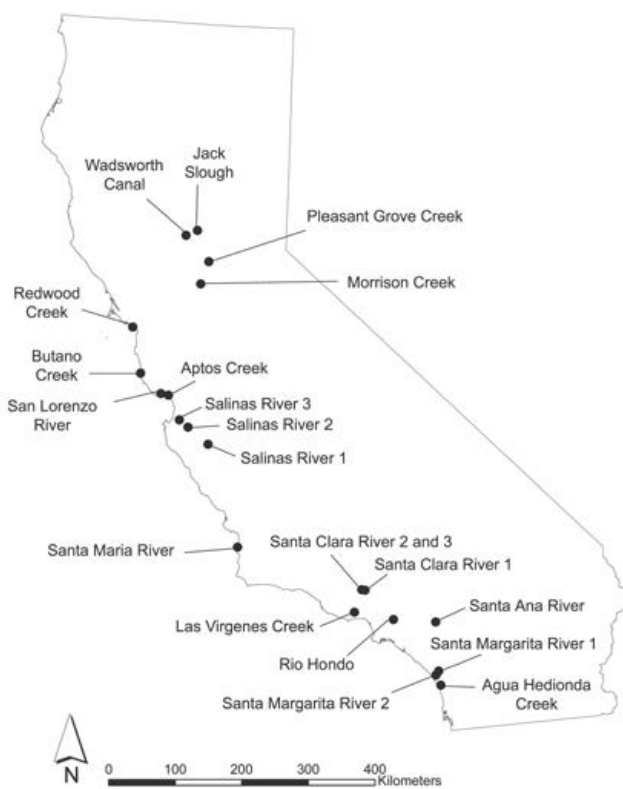 Jack
Slough
Wadsworth
Canal
Pleasant Grove Creek
Morrison Creek
Redwood
Creek
Butano
Creek
Aptos Creek
San Lorenzo
River
Salinas River 3
Salinas River 2
Salinas River 1
Santa Maria River
Santa Clara River 2 and 3
Santa Clara River 1
Las Virgenes Creek
Santa Ana River
Rio Hondo
Santa Margarita River 1
Santa Margarita River 2
Agua Hedionda
Creek
N
0 100 200 300 400
Kilometers